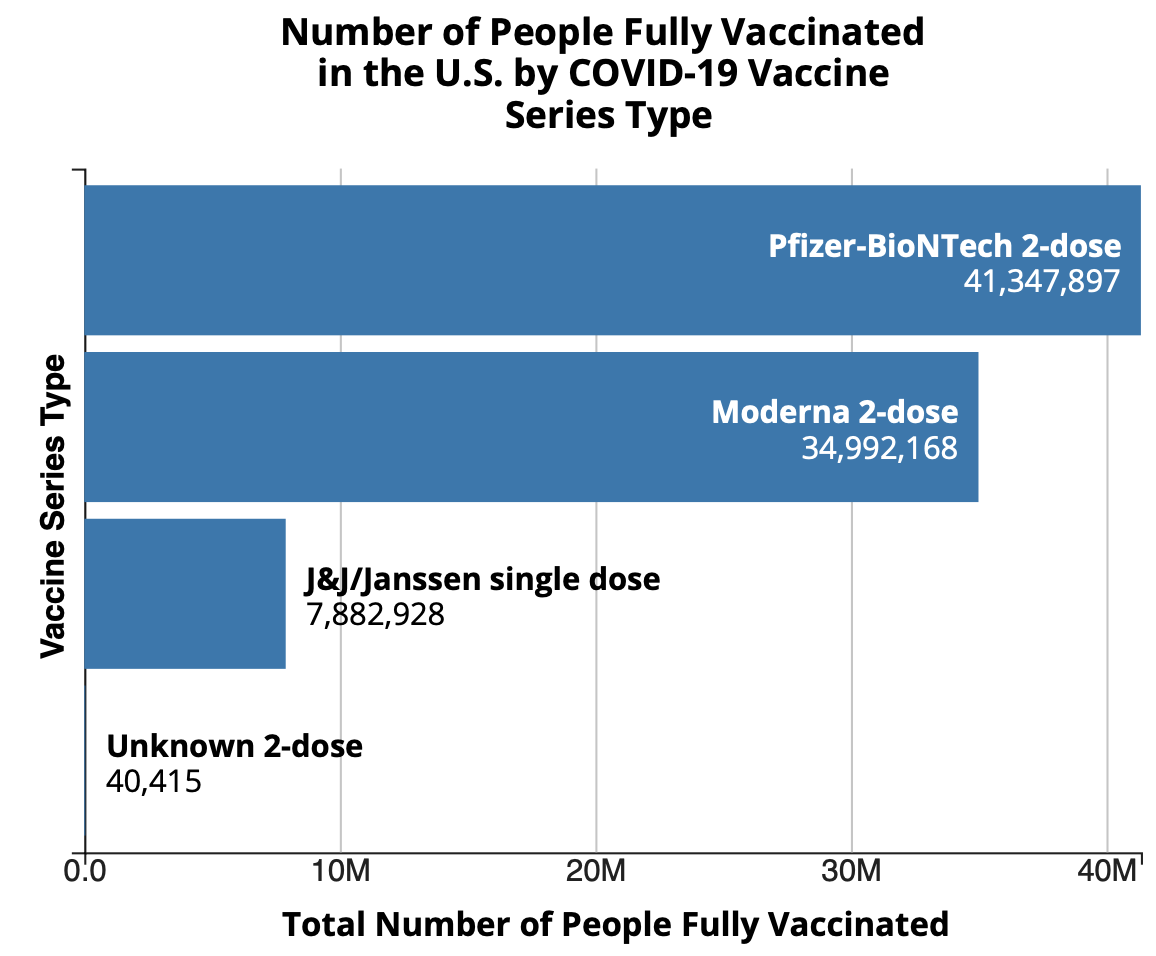 Number of People Fully Vaccinated
in the U.S. by COVID-19 Vaccine
Series Type
Vaccine Series Type
Pfizer-BioNTech 2-dose
41,347,897
Moderna 2-dose
34,992,168
J&J/Janssen single dose
7,882,928
Unknown 2-dose
40,415
0.0 10M 20M 30M 40M
Total Number of People Fully Vaccinated